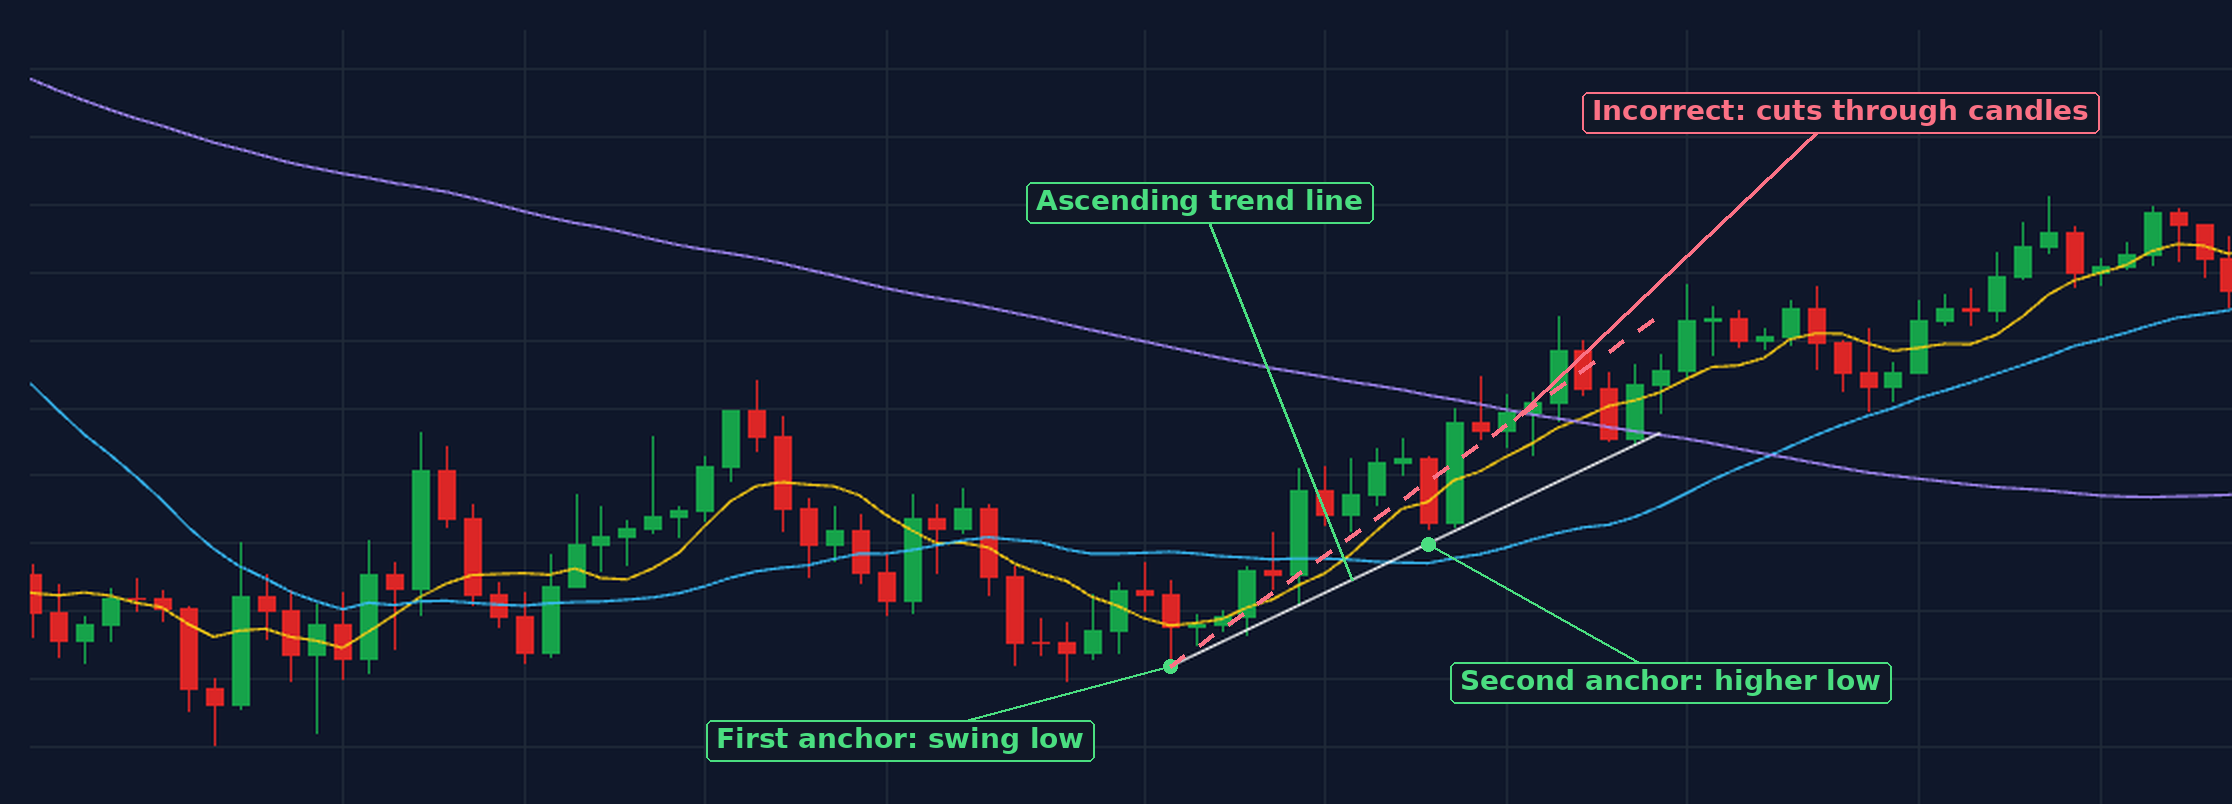 Incorrect: cuts through candles
Ascending trend line
Second anchor: higher low
First anchor: swing low